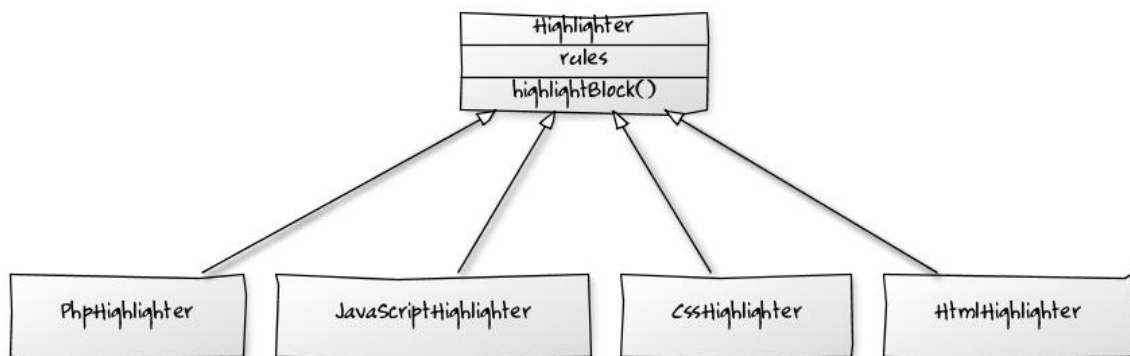 Highlighter
rules
highlightBlock()
PhpHighlighter
JavaScriptHighlighter
CssHighlighter
HtmlHighlighter